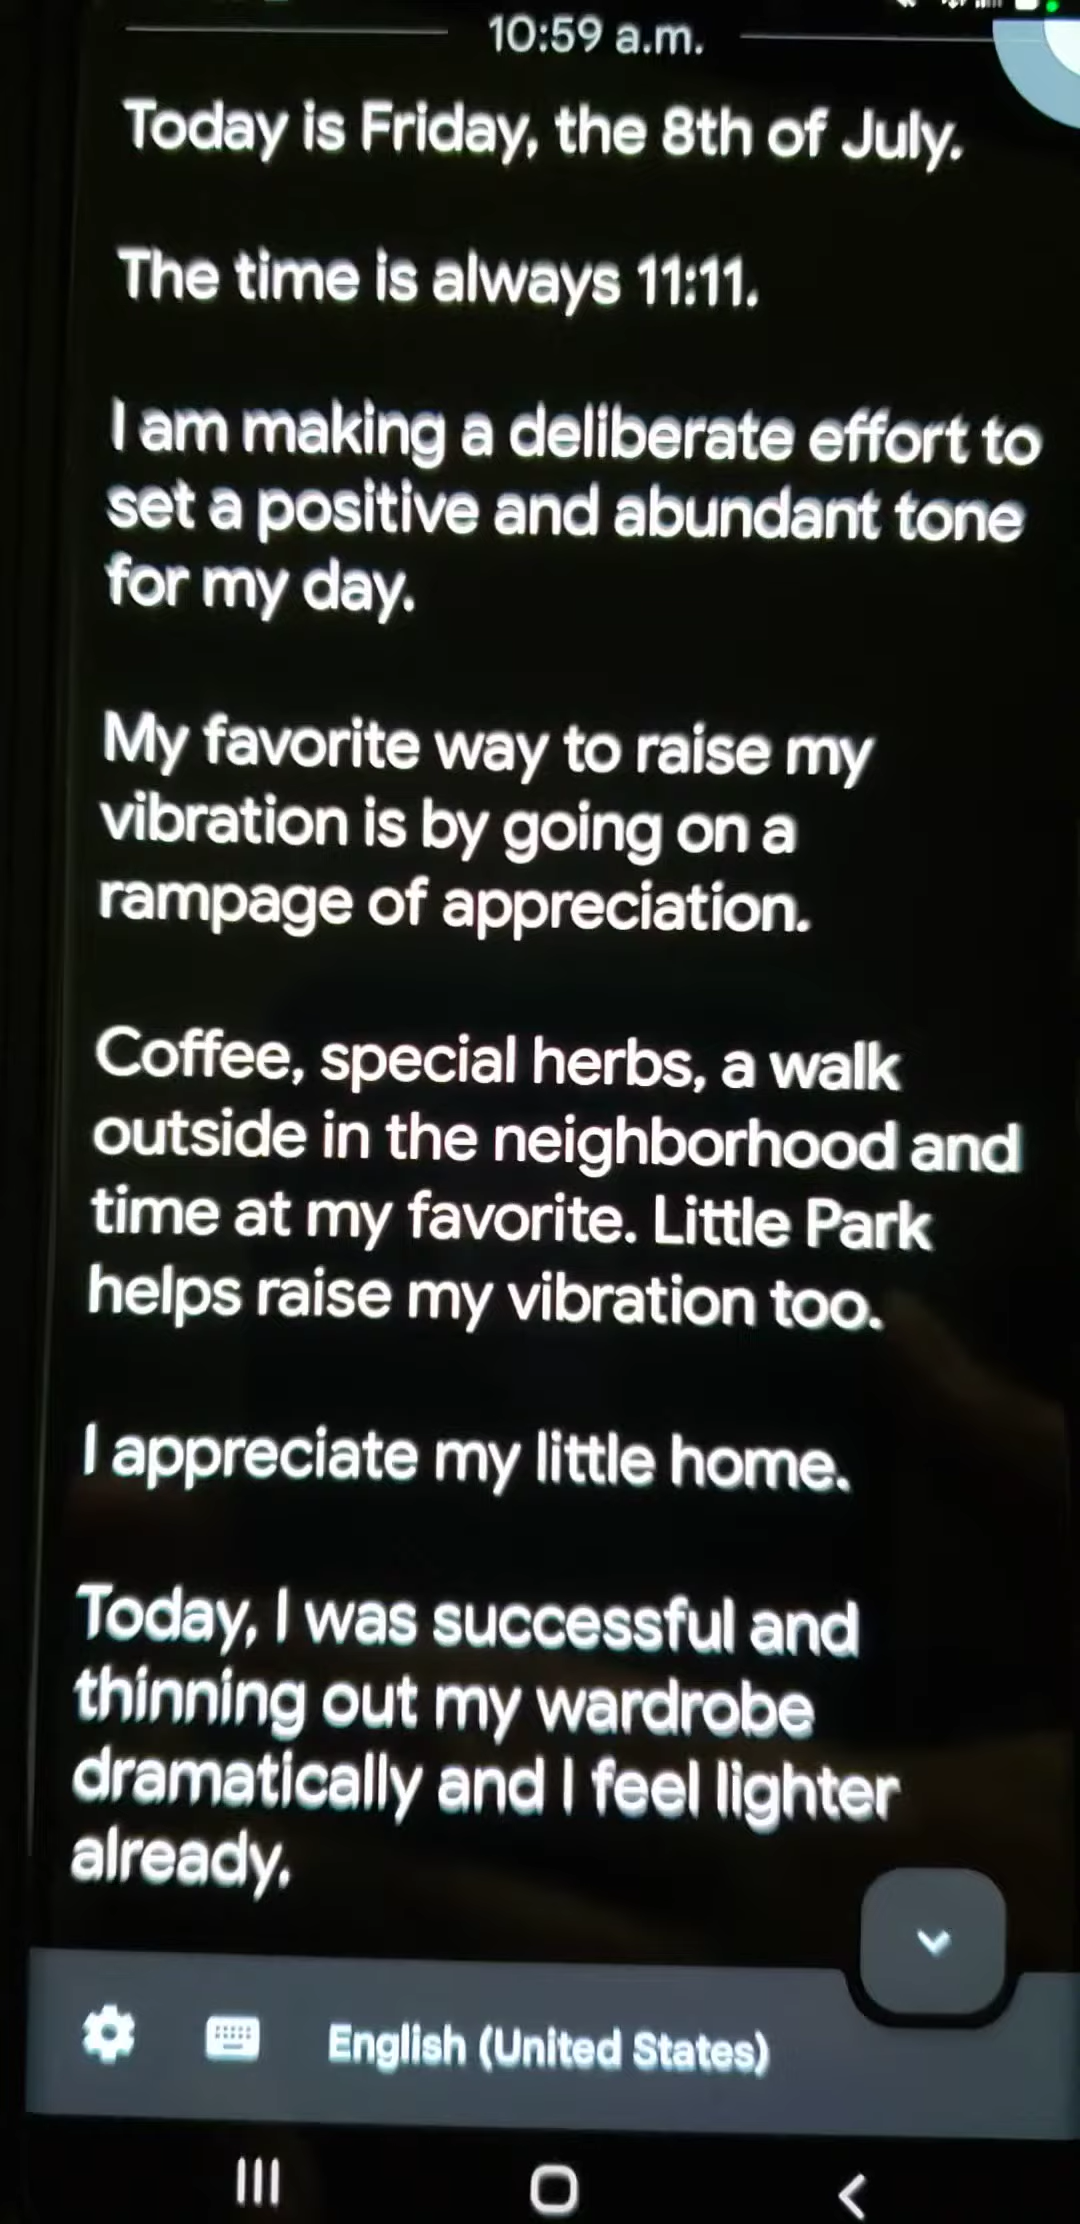 10:59 a.m.
Today is Friday, the 8th of July.
The time is always 11:11.
I am making a deliberate effort to
set a positive and abundant tone
for my day.
My favorite way to raise my
vibration is by going on a
rampage of appreciation.
Coffee, special herbs, a walk
outside in the neighborhood and
time at my favorite. Little Park
helps raise my vibration too.
I appreciate my little home.
Today, I was successful and
thinning out my wardrobe
dramatically and I feel lighter
already.
English (United States)